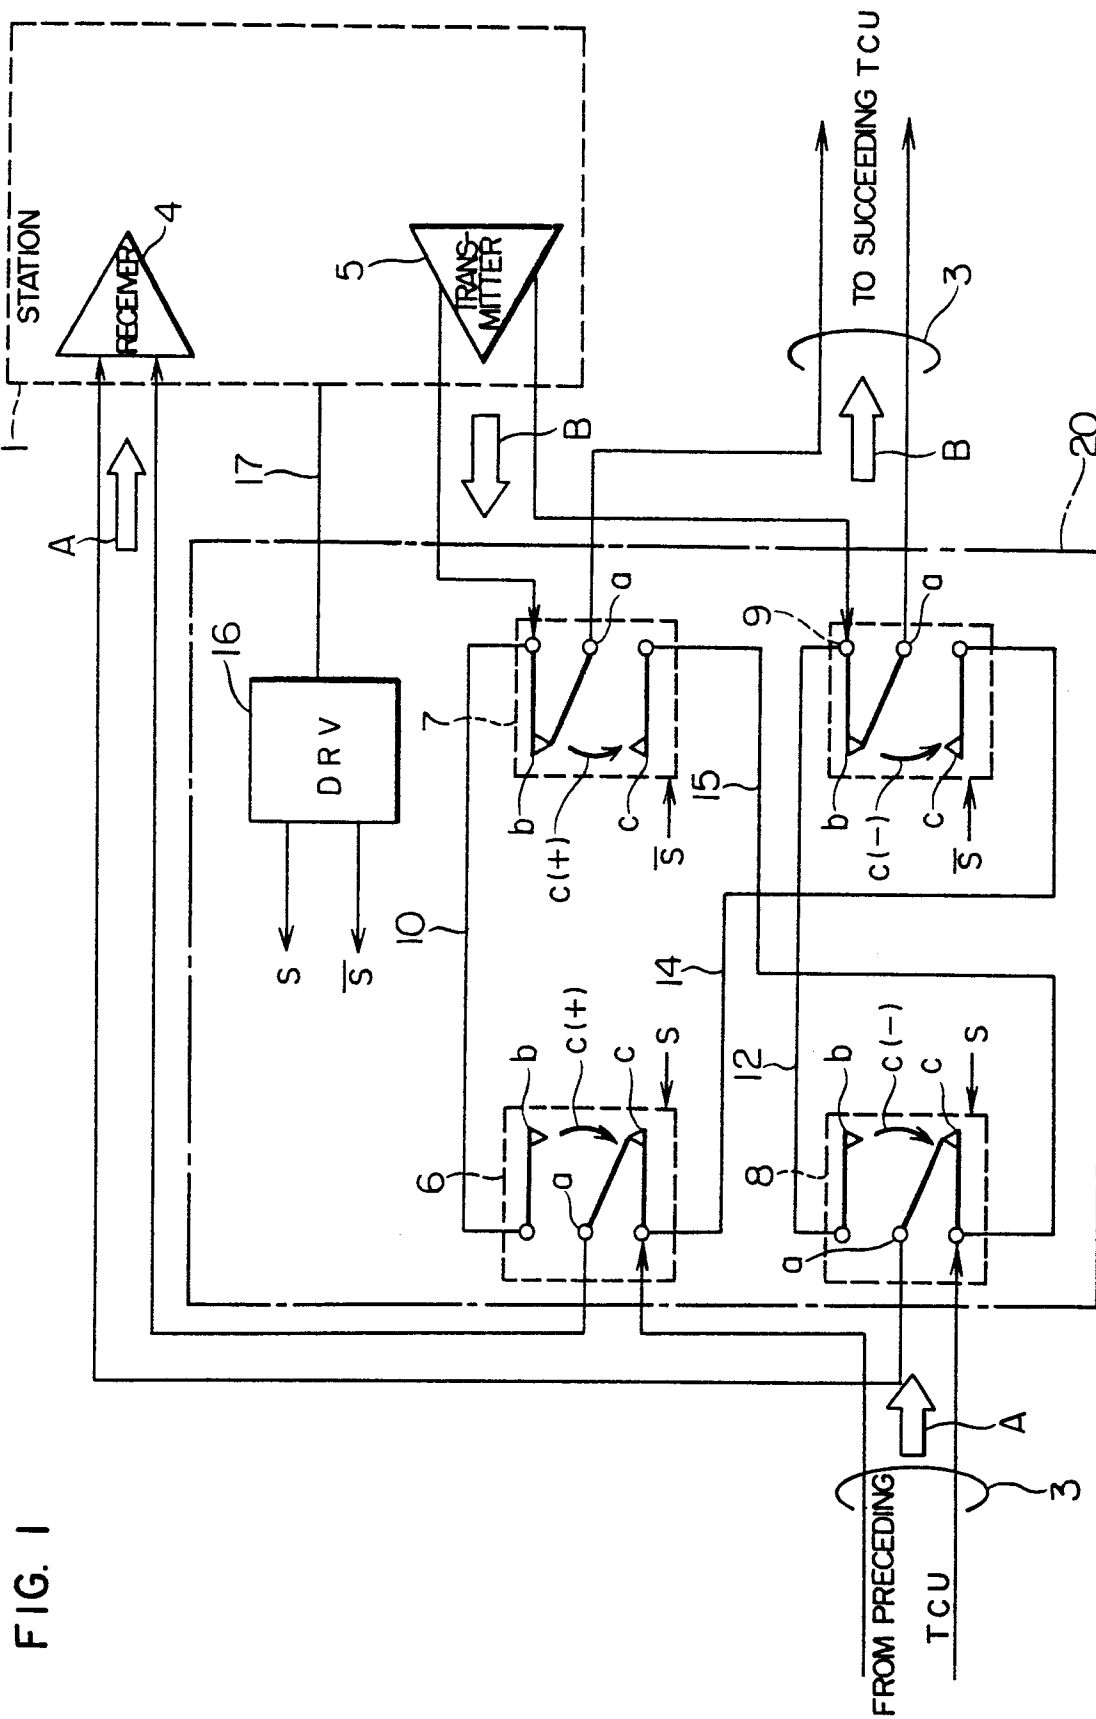 FIG. 1
STATION
1
RECEIVER
4
A
17
5
TRANS-
MITTER
B
16
DRV
S
S̅
TO SUCCEEDING TCU
3
B
20
10
6
a
b
c(+)
c
S
7
b
c(+)
c
a
S̅
14
15
12
8
a
b
c(-)
c
S
9
b
c(-)
c
a
S̅
A
3
FROM PRECEDING
TCU